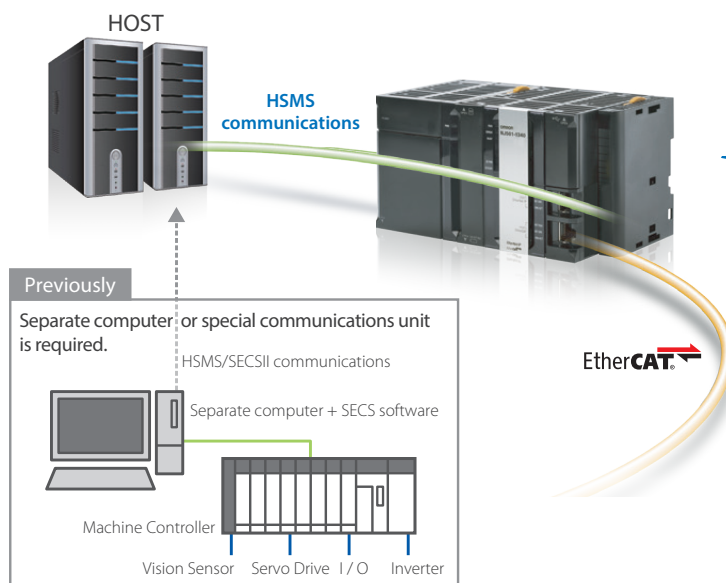 HOST
HSMS
communications
EtherCAT®
Previously
Separate computer or special communications unit
is required.
HSMS/SECSII communications
Separate computer + SECS software
Machine Controller
Vision Sensor Servo Drive I / O Inverter